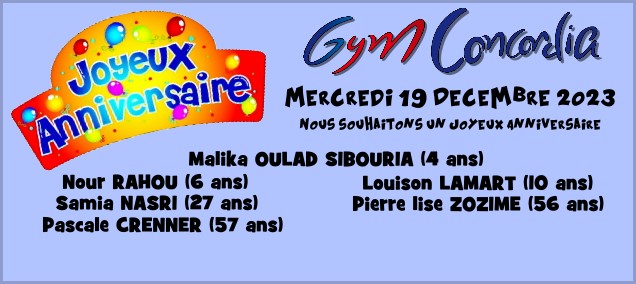 Joyeux
Anniversaire
Gym Concordia
MERCREDI 19 DECEMBRE 2023
NOUS SOUHAITONS UN JOYEUX ANNIVERSAIRE
Malika OULAD SIBOURIA (4 ans)
Nour RAHOU (6 ans)
Louison LAMART (10 ans)
Samia NASRI (27 ans)
Pierre lise ZOZIME (56 ans)
Pascale CRENNER (57 ans)